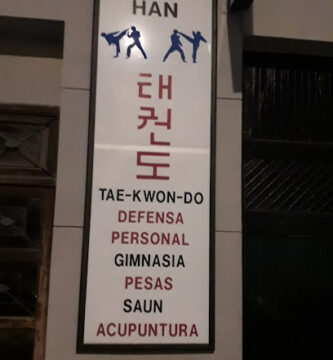 HAN
태
권
도
TAE-KWON-DO
DEFENSA
PERSONAL
GIMNASIA
PESAS
SAUN
ACUPUNTURA